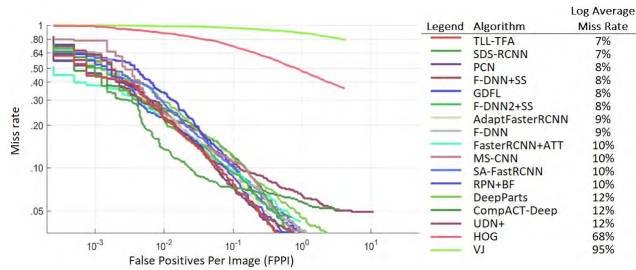 Log Average
Legend Algorithm Miss Rate
TLL-TFA 7%
SDS-RCNN 7%
PCN 8%
F-DNN+SS 8%
GDFL 8%
F-DNN2+SS 8%
AdaptFasterRCNN 9%
F-DNN 9%
FasterRCNN+ATT 10%
MS-CNN 10%
SA-FastRCNN 10%
RPN+BF 10%
DeepParts 12%
CompACT-Deep 12%
UDN+ 12%
HOG 68%
VJ 95%
Miss rate
1
.80
.64
.50
.40
.30
.20
.10
.05
10-3 10-2 10-1 100 101
False Positives Per Image (FPPI)